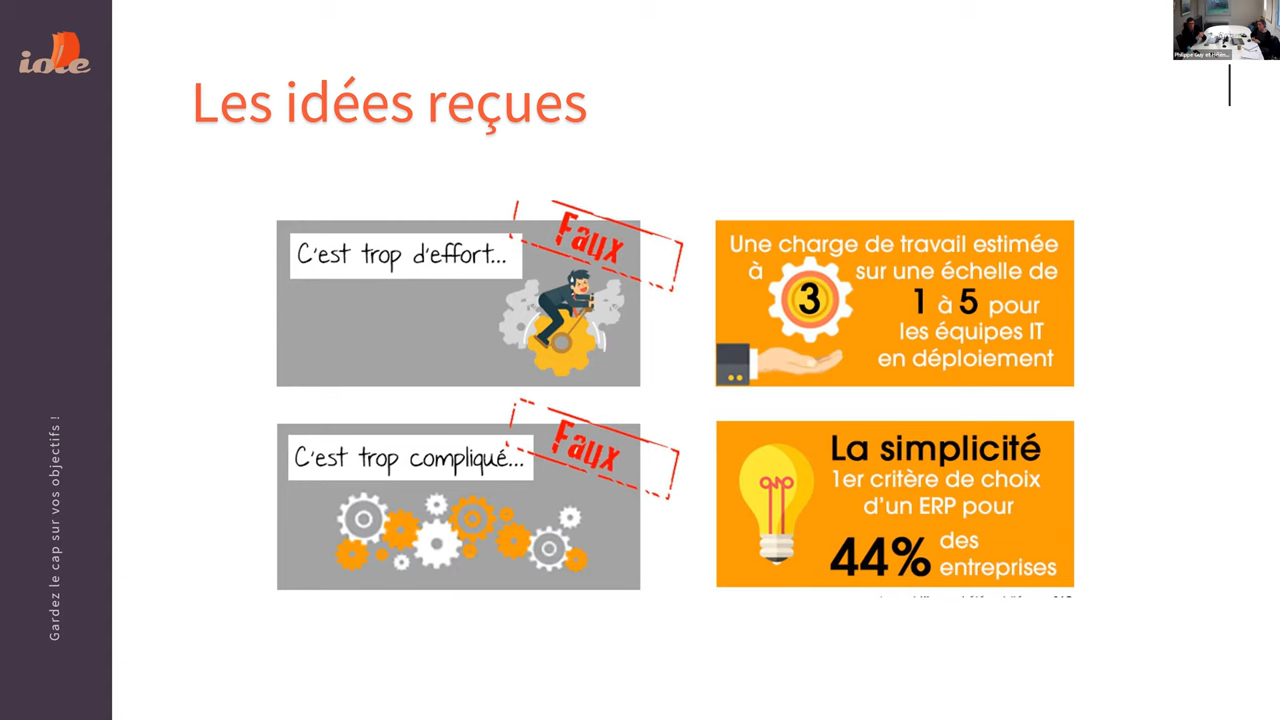 iole
Les idées reçues
C'est trop d'effort...
Faux
Une charge de travail estimée
à 3 sur une échelle de
1 à 5 pour
les équipes IT
en déploiement
C'est trop compliqué...
Faux
La simplicité
1er critère de choix
d'un ERP pour
44% des
entreprises
Gardez le cap sur vos objectifs !